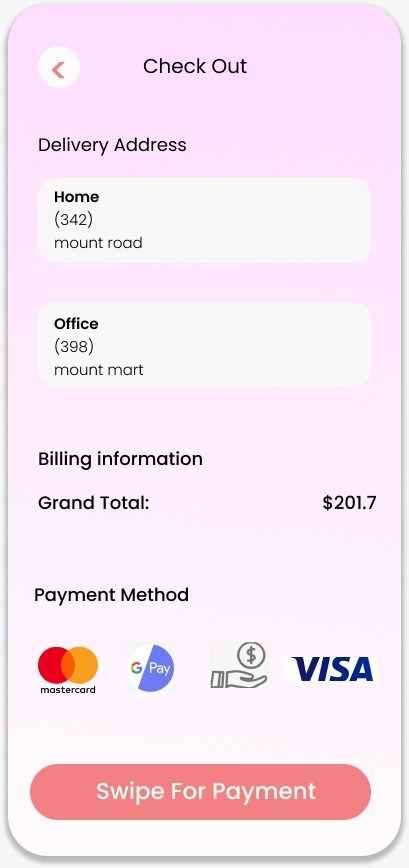 Check Out
Delivery Address
Home
(342)
mount road
Office
(398)
mount mart
Billing information
Grand Total: $201.7
Payment Method
mastercard G Pay $ VISA
Swipe For Payment